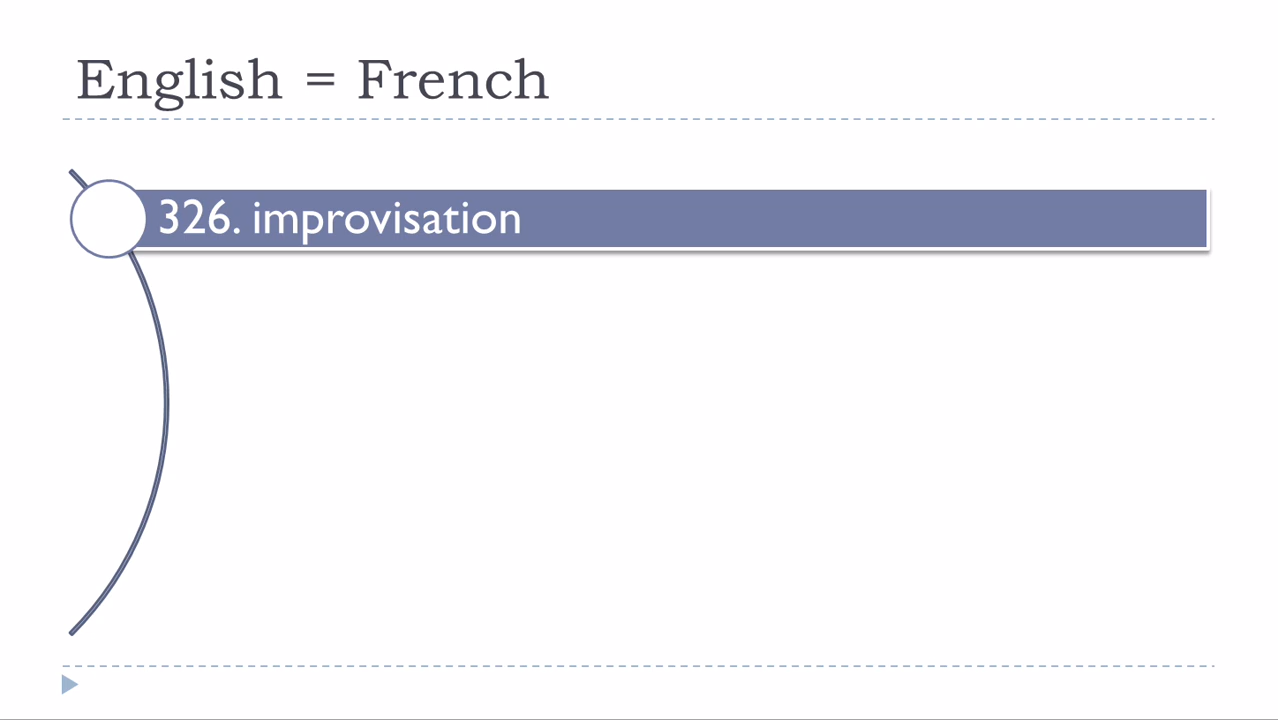 English = French
326. improvisation